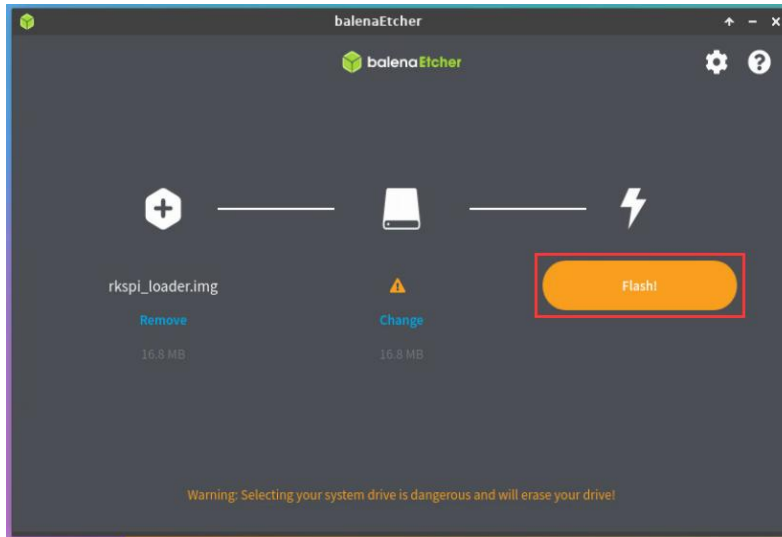 balenaEtcher
balenaEtcher
rkspi_loader.img
Flash!
Remove
Change
16.8 MB
16.8 MB
Warning: Selecting your system drive is dangerous and will erase your drive!